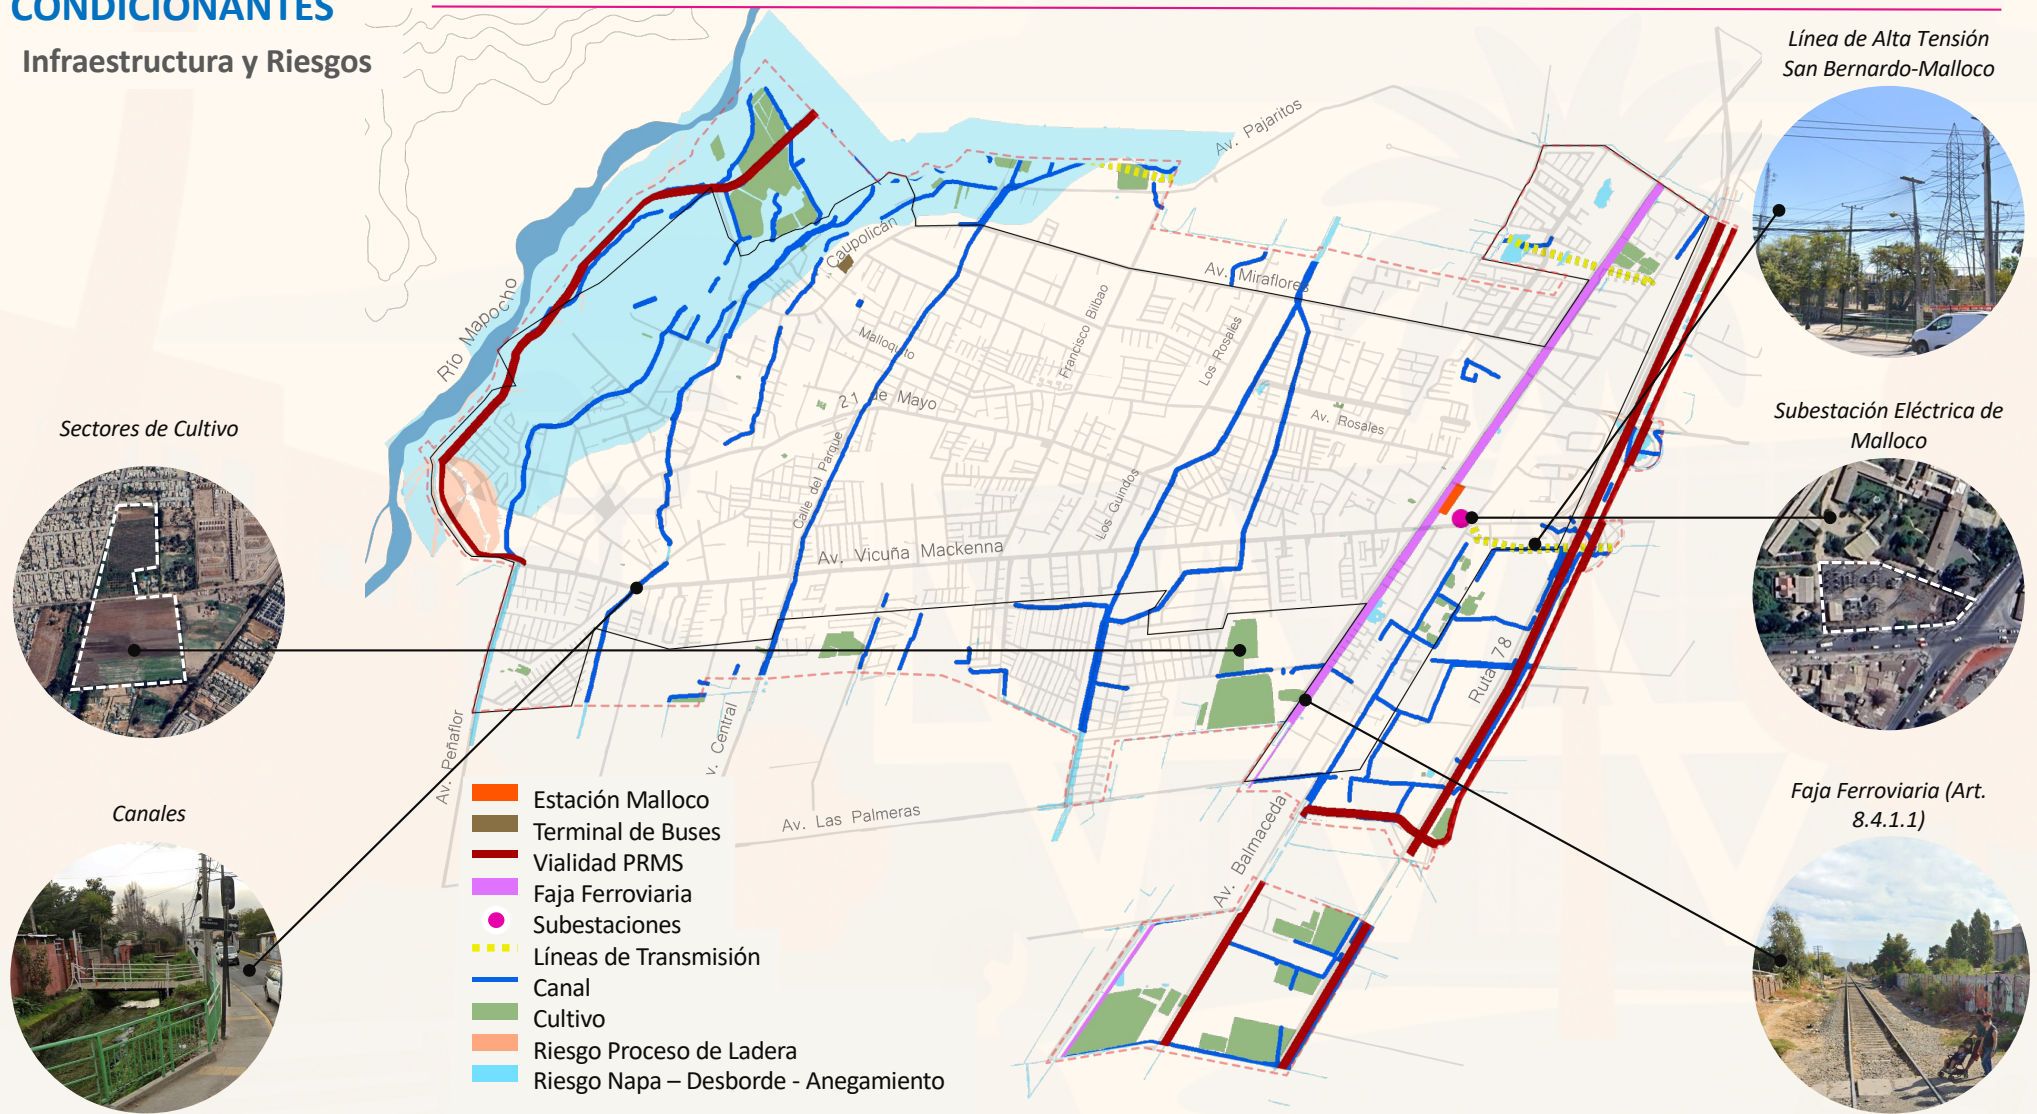 CONDICIONANTES
Infraestructura y Riesgos
Línea de Alta Tensión
San Bernardo-Malloco
Av. Pajaritos
Caupolicán
Av. Miraflores
Río Mapocho
Malloquito
Francisco Bilbao
Los Rosales
21 de Mayo
Av. Rosales
Sectores de Cultivo
Subestación Eléctrica de
Malloco
Calle del Parque
Los Guindos
Av. Vicuña Mackenna
Ruta 78
Av. Peñaflor
v. Central
Canales
Av. Las Palmeras
Av. Balmaceda
Faja Ferroviaria (Art.
8.4.1.1)
Estación Malloco
Terminal de Buses
Vialidad PRMS
Faja Ferroviaria
Subestaciones
Líneas de Transmisión
Canal
Cultivo
Riesgo Proceso de Ladera
Riesgo Napa – Desborde - Anegamiento